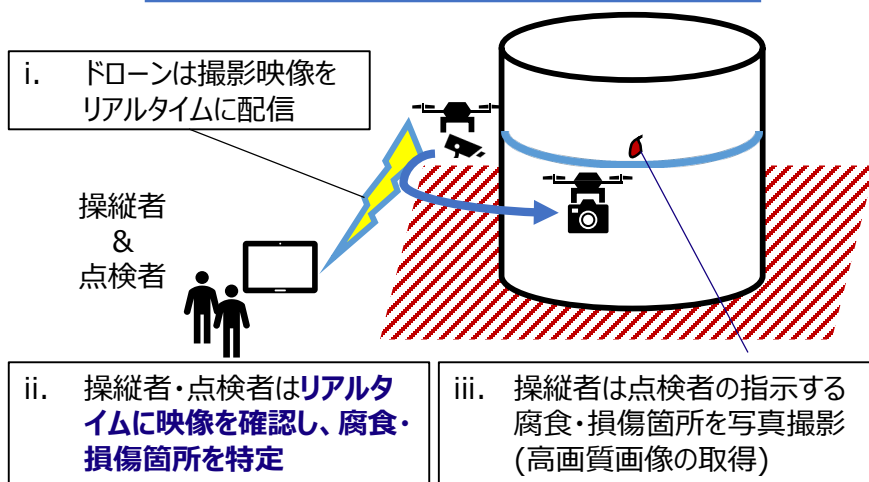 i. ドローンは撮影映像を
リアルタイムに配信
操縦者
&
点検者
ii. 操縦者・点検者はリアルタ
イムに映像を確認し、腐食・
損傷箇所を特定
iii. 操縦者は点検者の指示する
腐食・損傷箇所を写真撮影
(高画質画像の取得)